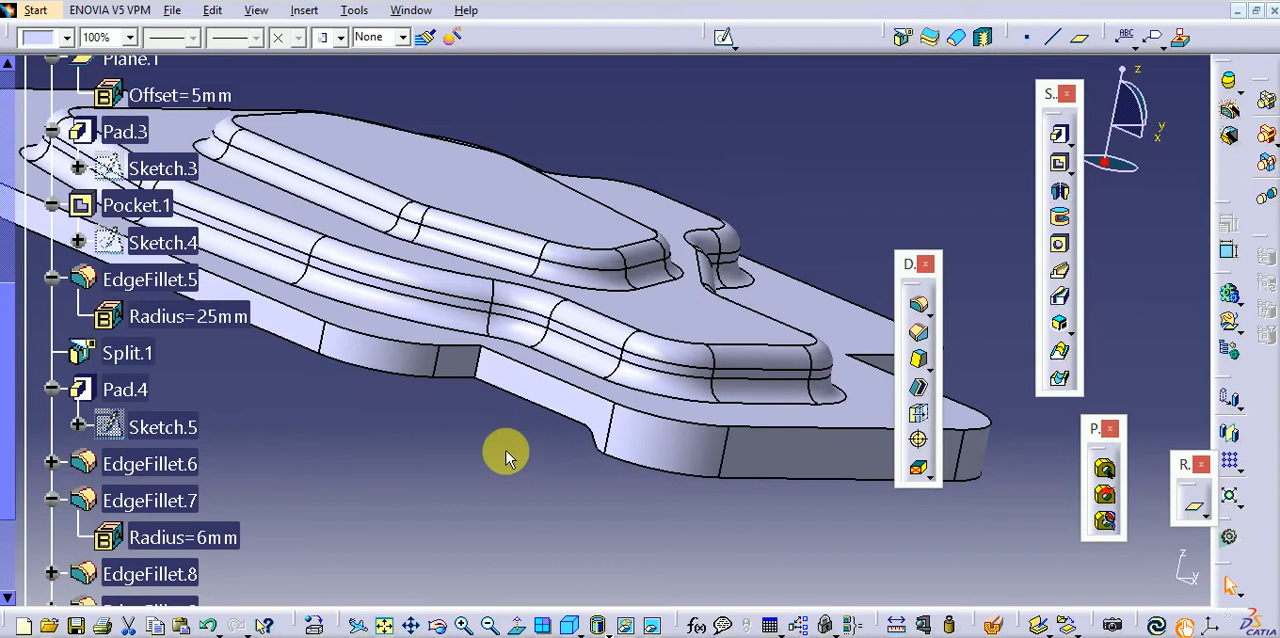 Start ENOVIA V5 VPM File Edit View Insert Tools Window Help
100% None ABC
Plane.1
Offset=5mm
Pad.3
Sketch.3
Pocket.1
Sketch.4
EdgeFillet.5
Radius=25mm
Split.1
Pad.4
Sketch.5
EdgeFillet.6
EdgeFillet.7
Radius=6mm
EdgeFillet.8
S..
D.
P.
R.
z
y
x
z
y
f(x)
CATIA